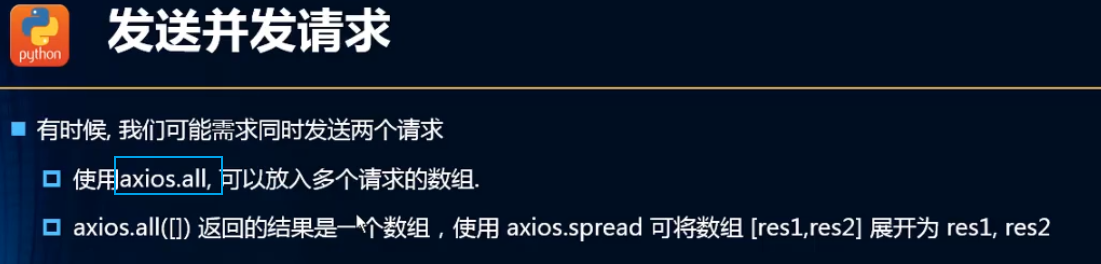 python
发送并发请求
有时候, 我们可能需求同时发送两个请求
使用axios.all, 可以放入多个请求的数组.
axios.all([]) 返回的结果是一个数组，使用 axios.spread 可将数组 [res1,res2] 展开为 res1, res2